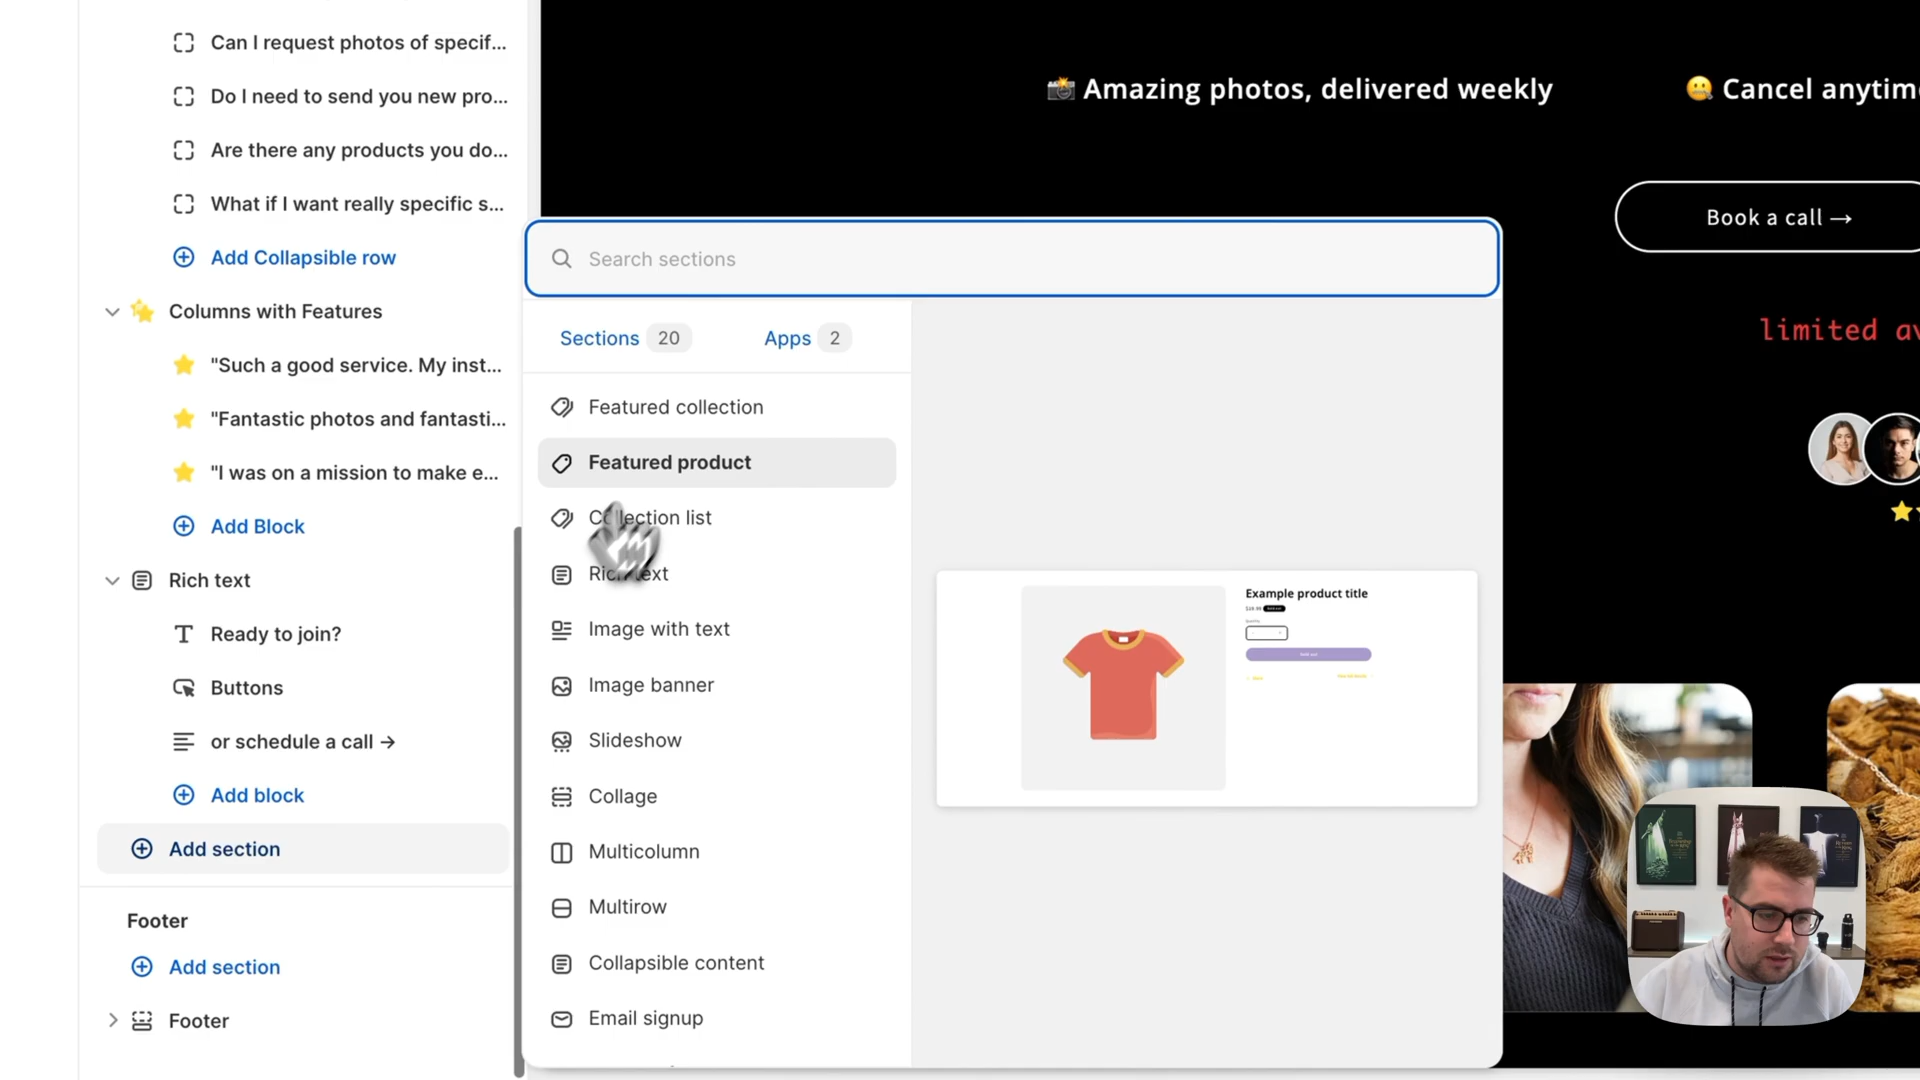 Can I request photos of specif...
Do I need to send you new pro...
Are there any products you do...
What if I want really specific s...
Add Collapsible row
Columns with Features
"Such a good service. My inst...
"Fantastic photos and fantasti...
"I was on a mission to make e...
Add Block
Rich text
Ready to join?
Buttons
or schedule a call →
Add block
Add section
Footer
Add section
Footer
Search sections
Sections 20
Apps 2
Featured collection
Featured product
Collection list
Rich text
Image with text
Image banner
Slideshow
Collage
Multicolumn
Multirow
Collapsible content
Email signup
Example product title
📸 Amazing photos, delivered weekly
🤐 Cancel anytim
Book a call →
limited av